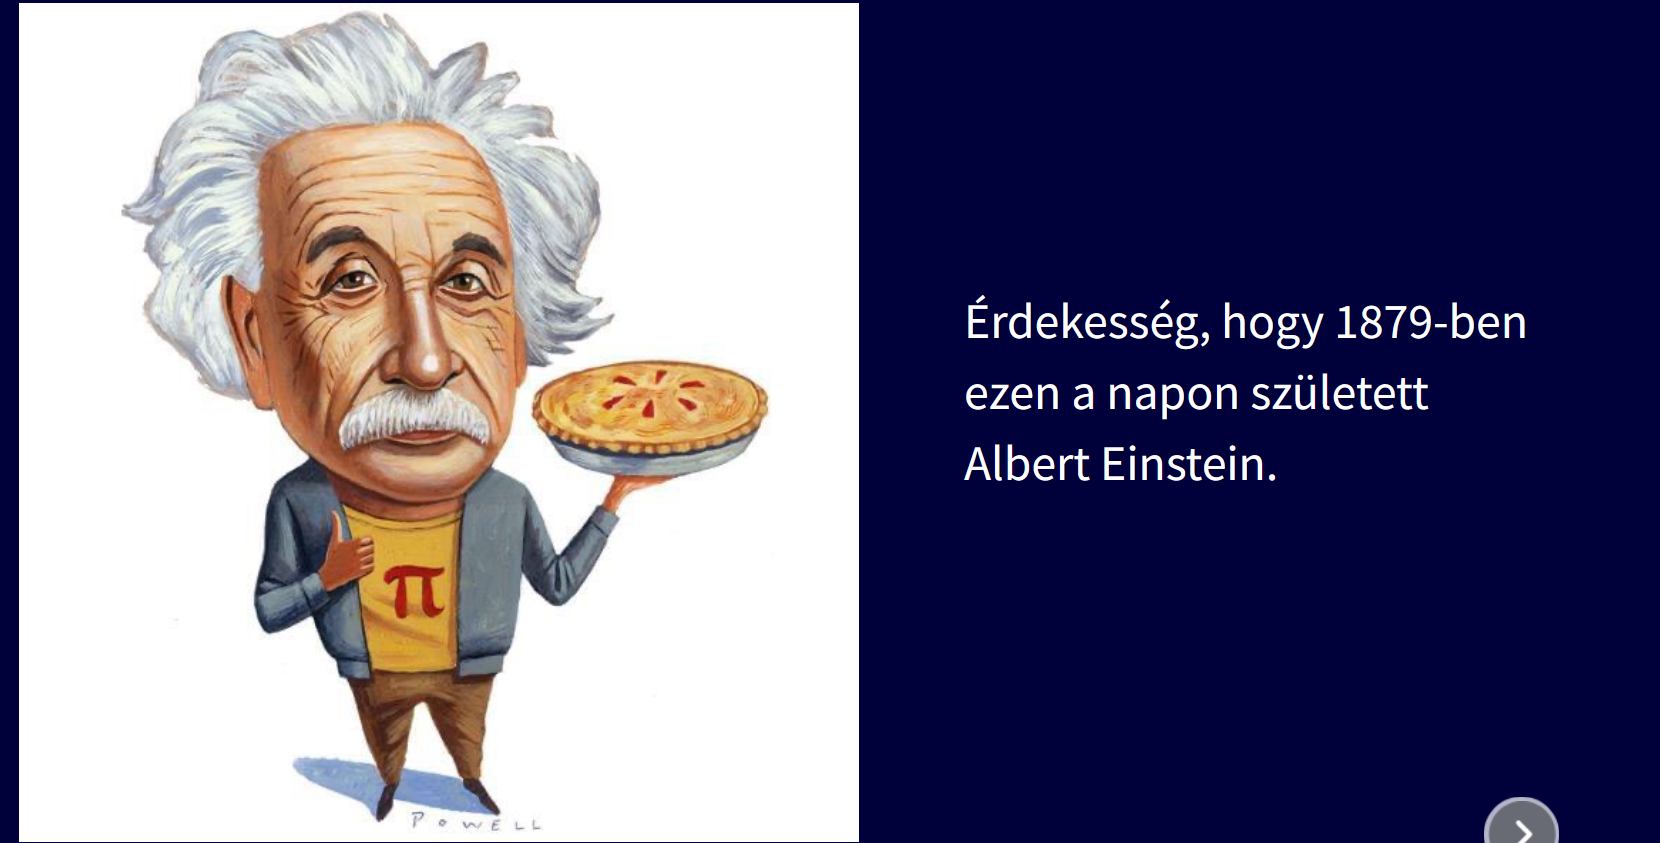 π
POWELL
Érdekesség, hogy 1879-ben
ezen a napon született
Albert Einstein.